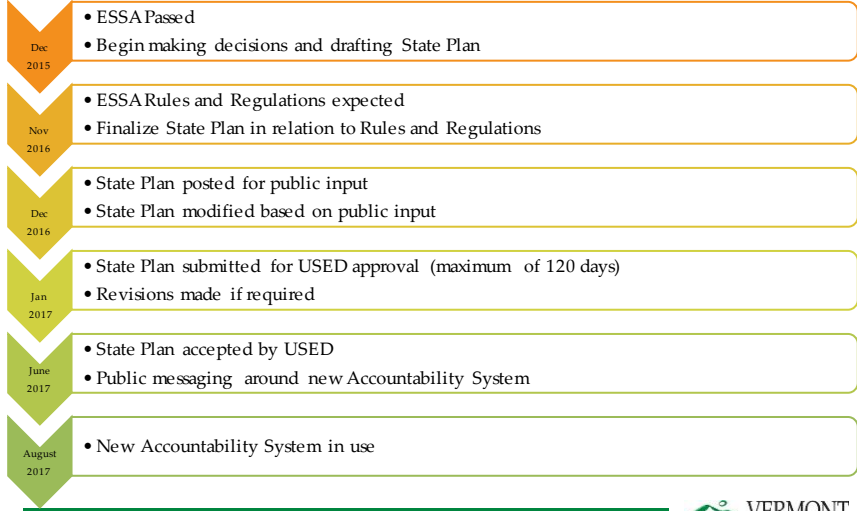 • ESSA Passed
• Begin making decisions and drafting State Plan
Dec
2015
• ESSA Rules and Regulations expected
• Finalize State Plan in relation to Rules and Regulations
Nov
2016
• State Plan posted for public input
• State Plan modified based on public input
Dec
2016
• State Plan submitted for USED approval (maximum of 120 days)
• Revisions made if required
Jan
2017
• State Plan accepted by USED
• Public messaging around new Accountability System
June
2017
• New Accountability System in use
August
2017
VERMONT